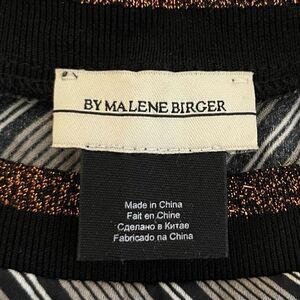 BY MALENE BIRGER
Made in China
Fait en Chine
Сделано в Китае
Fabricado na China